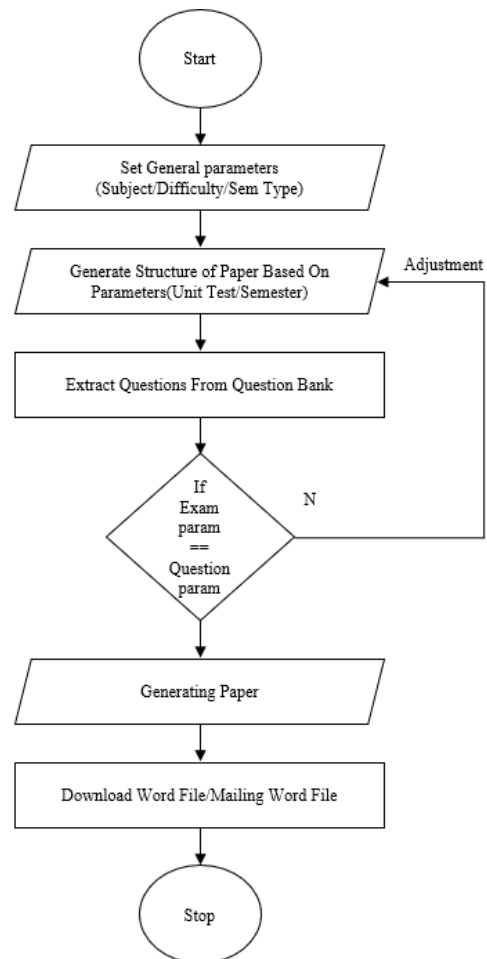 Start
Set General parameters
(Subject/Difficulty/Sem Type)
Generate Structure of Paper Based On
Parameters(Unit Test/Semester)
Adjustment
Extract Questions From Question Bank
If
Exam
param
==
Question
param
N
Generating Paper
Download Word File/Mailing Word File
Stop